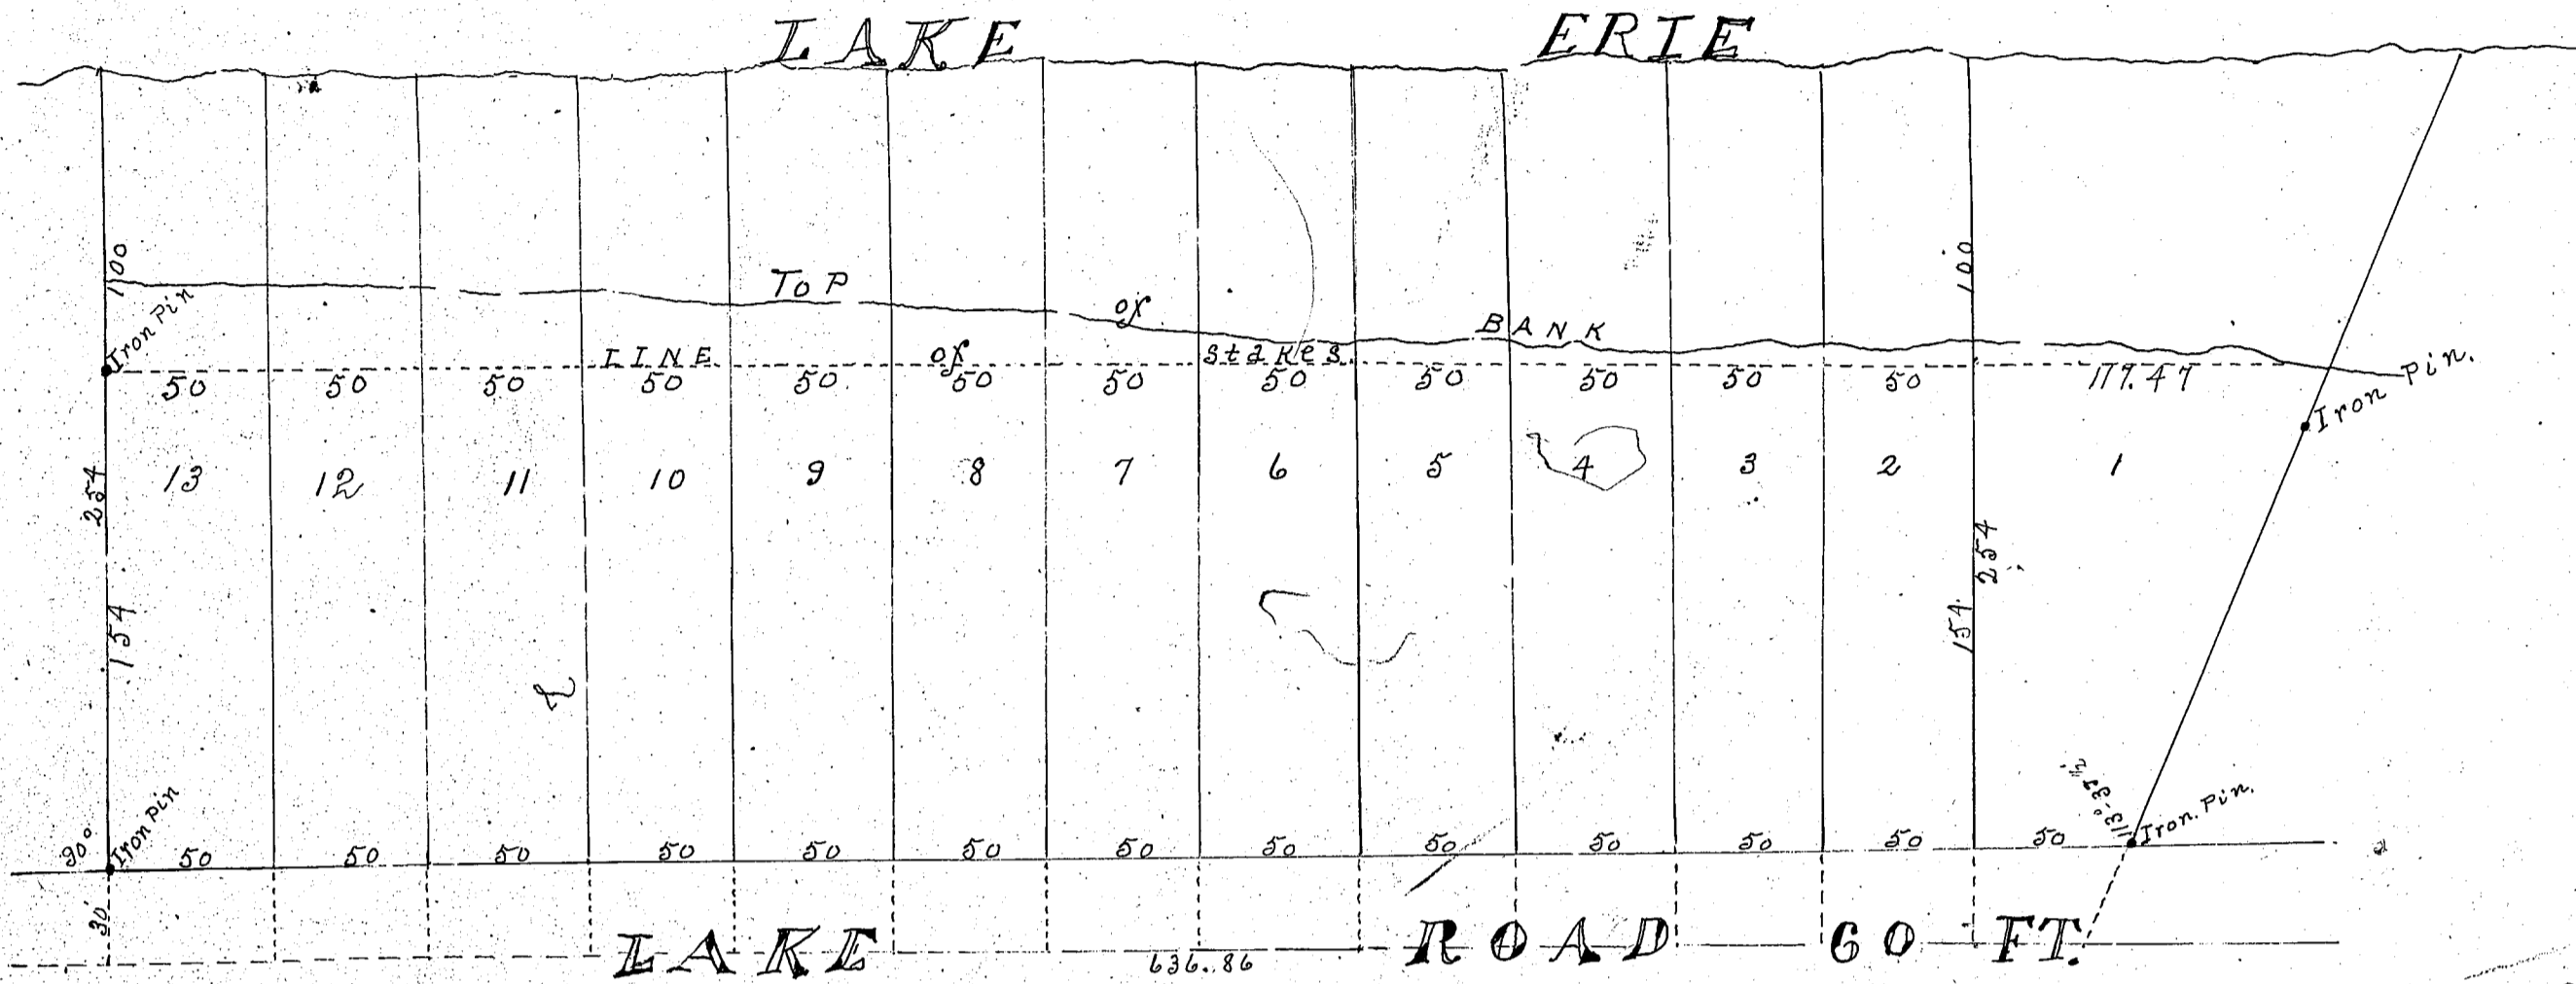 LAKE ERIE
100 100
TOP of BANK
Iron Pin
LINE of stakes.
50 50 50 50 50 50 50 50 50 50 50 50 Pin.
Iron Pin.
254 13 12 11 10 9 8 7 6 5 4 3 2 1
254
154 154
Iron Pin
Iron. Pin.
90° 50 50 50 50 50 50 50 50 50 50 50 50 50
30
LAKE ROAD 60 FT.
636.86